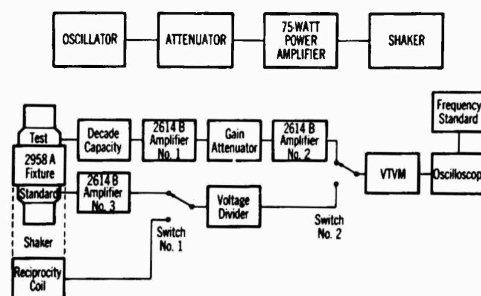 OSCILLATOR
ATTENUATOR
75-WATT
POWER
AMPLIFIER
SHAKER
Test
2958 A
Fixture
Standard
Shaker
Reciprocity
Coil
Decade
Capacity
2614 B
Amplifier
No. 1
Gain
Attenuator
2614 B
Amplifier
No. 2
2614 B
Amplifier
No. 3
Switch
No. 1
Voltage
Divider
Switch
No. 2
VTVM
Frequency
Standard
Oscilloscop